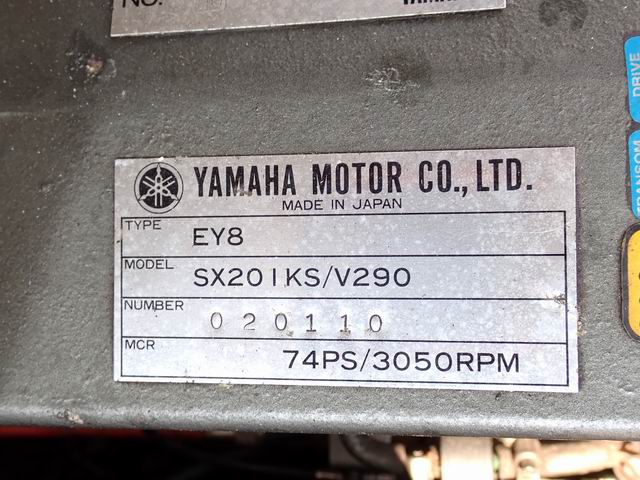 NO.
YAMAHA MOTOR CO., LTD.
MADE IN JAPAN
TYPE EY8
MODEL SX201KS/V290
NUMBER 020110
MCR 74PS/3050RPM
DRIVE
TRANSOM